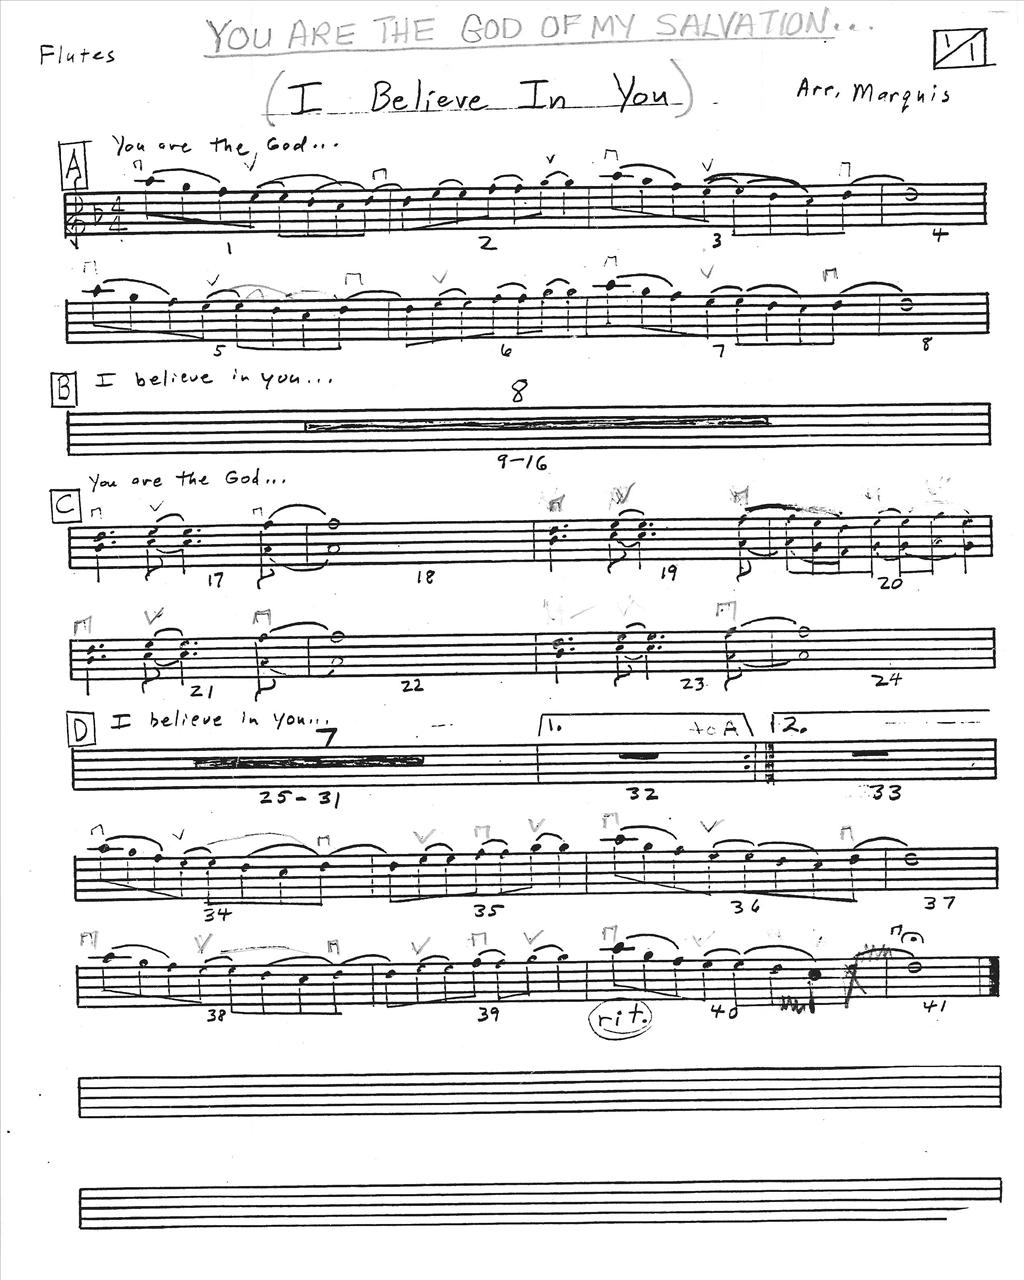 YOU ARE THE GOD OF MY SALVATION...
Flutes
1/1
(I Believe In You)
Arr. Marquis
A You are the God...
4
4
1 2 3 4
5 6 7 8
B I believe in you...
8
9-16
You are the God...
C
17 18 19 20
21 22 23 24
D I believe in you...
7 1. to A 2.
25-31 32 33
34 35 36 37
38 39 40 41
rit.